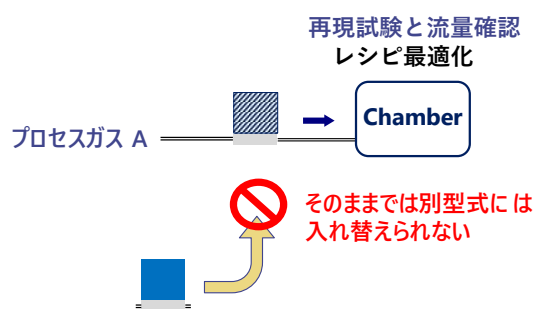 再現試験と流量確認
レシピ最適化
Chamber
プロセスガス A
そのままでは別型式には
入れ替えられない